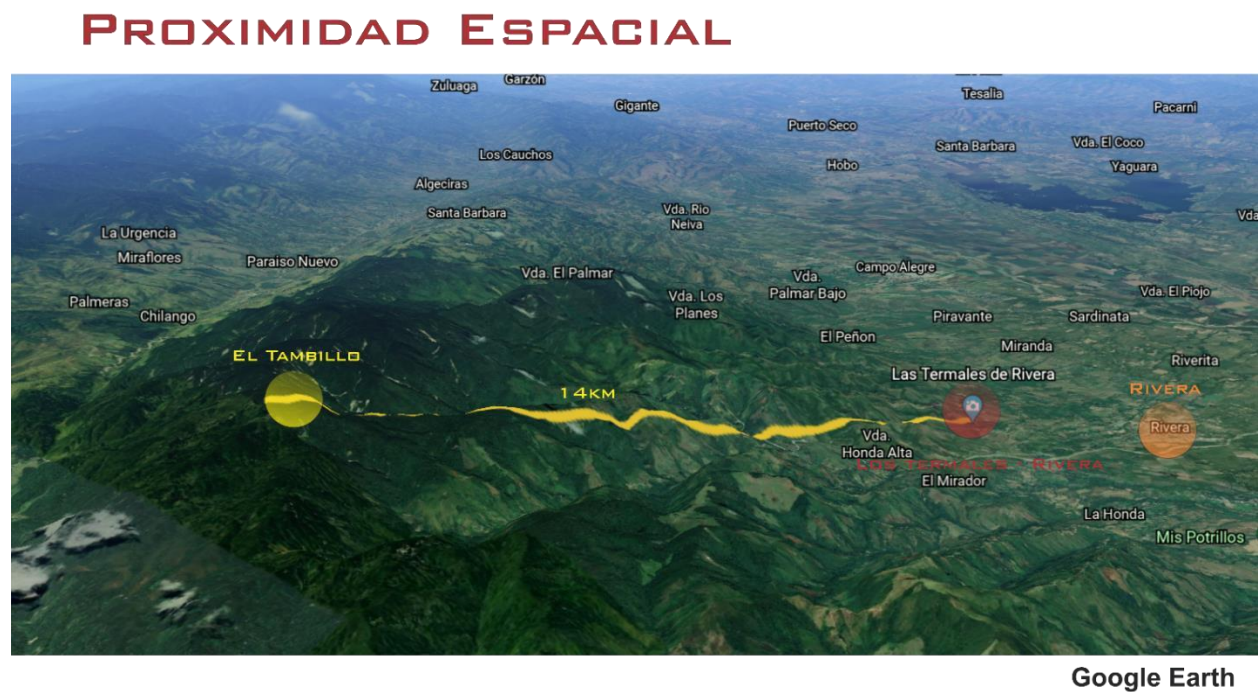 PROXIMIDAD ESPACIAL
Zuluaga
Garzón
Gigante
Tesalia
Pacarni
Puerto Seco
Santa Barbara
Vda. El Coco
Los Cauchos
Hobo
Yaguara
Algeciras
Santa Barbara
Vda. Rio
Neiva
Vda
La Urgencia
Miraflores
Paraiso Nuevo
Vda. El Palmar
Vda.
Palmar Bajo
Campo Alegre
Vda. Los
Planes
Vda. El Piojo
Palmeras
Chilango
Piravante
Sardinata
El Peñon
Miranda
EL TAMBILLO
Riverita
Las Termales de Rivera
14KM
RIVERA
Rivera
Vda.
Honda Alta
LOS TERMALES - RIVERA
El Mirador
La Honda
Mis Potrillos
Google Earth